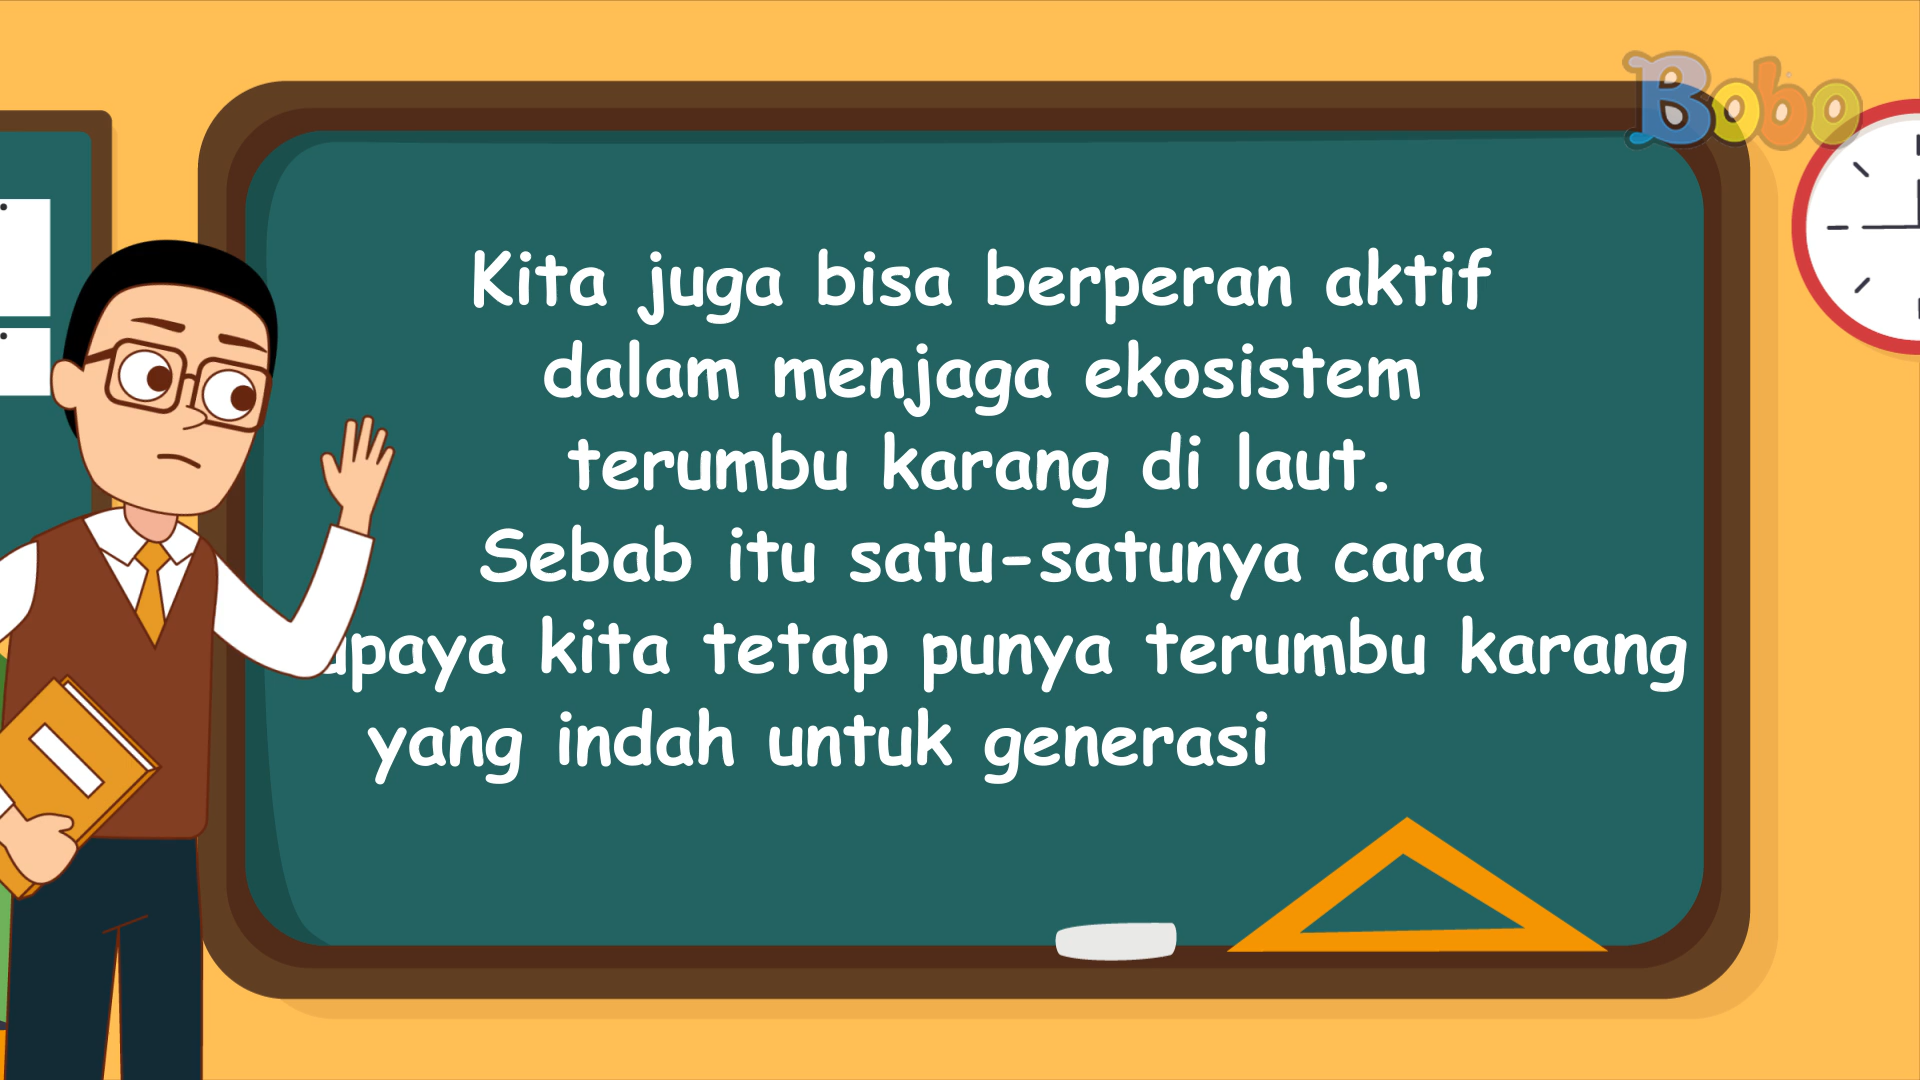 Bobo
Kita juga bisa berperan aktif
dalam menjaga ekosistem
terumbu karang di laut.
Sebab itu satu-satunya cara
kita tetap punya terumbu karang
yang indah untuk generasi